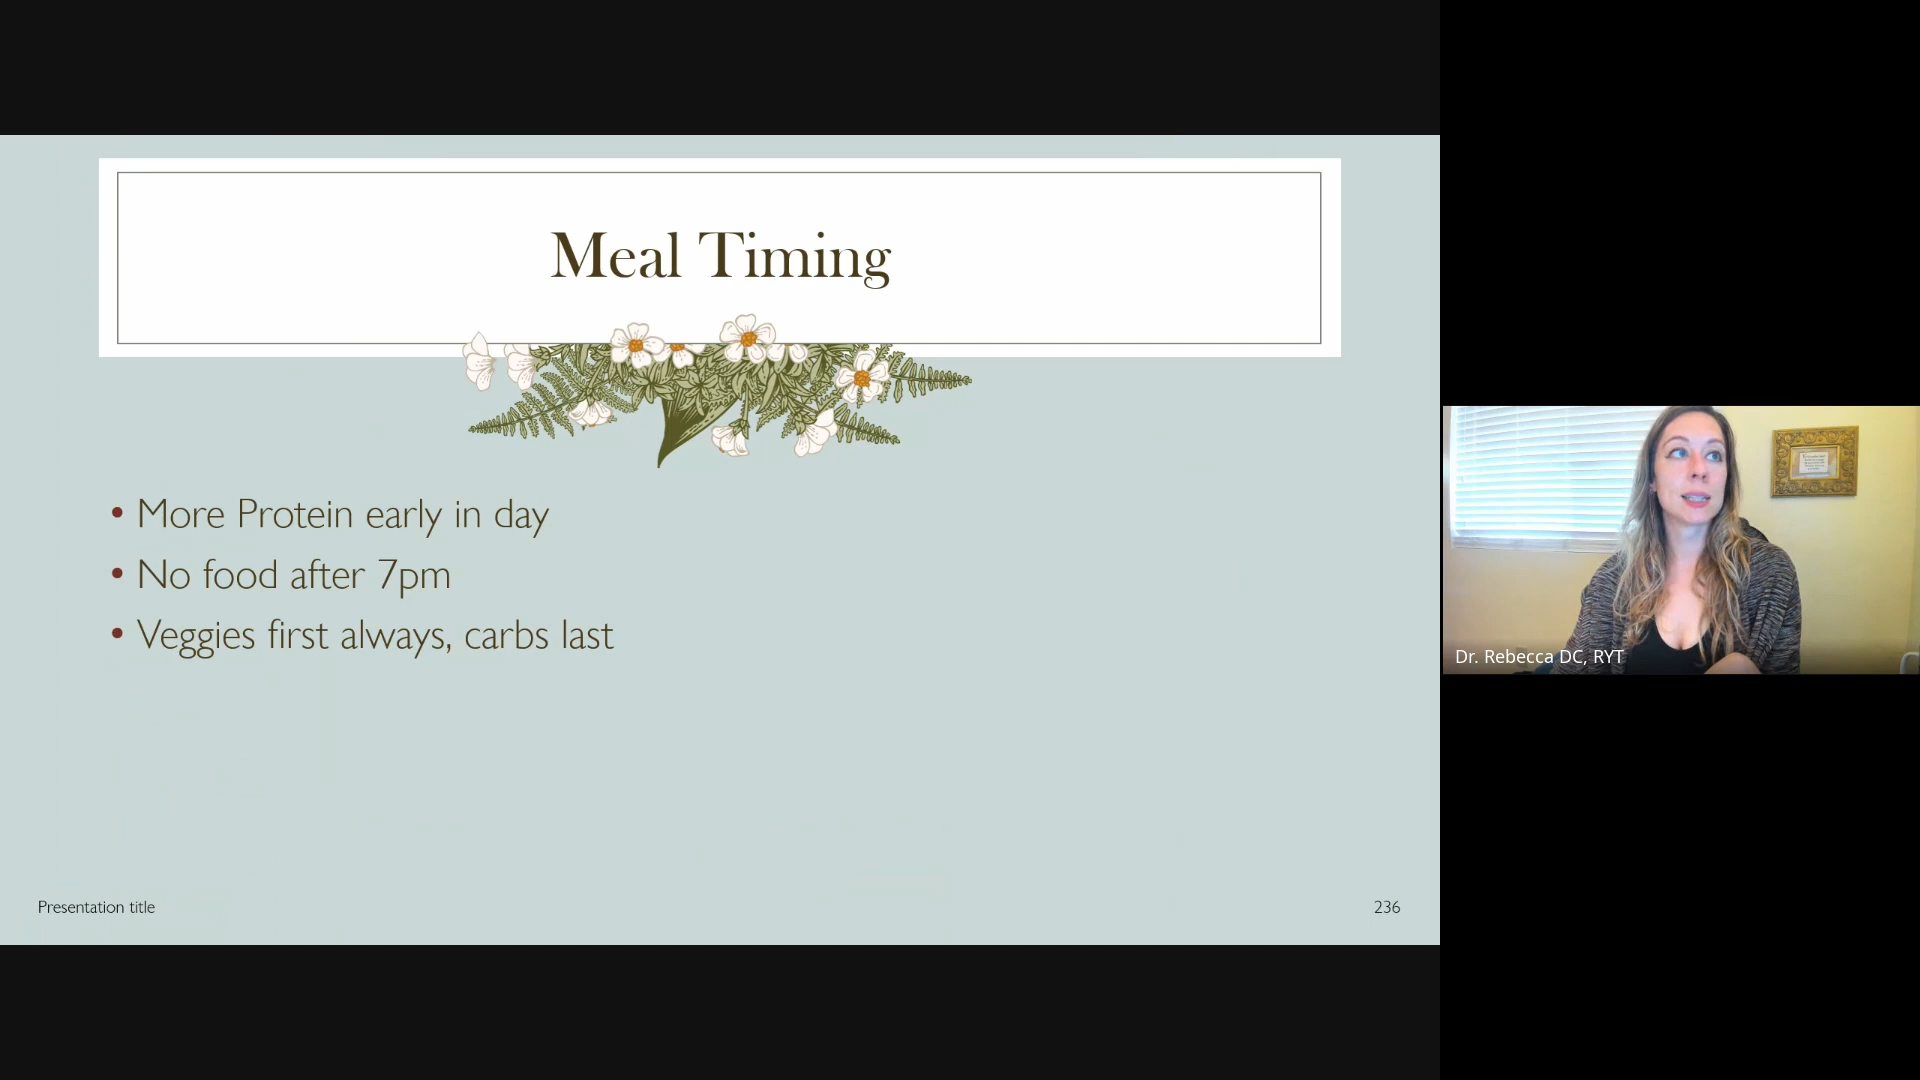 Meal Timing
• More Protein early in day
• No food after 7pm
• Veggies first always, carbs last
Presentation title
236
Dr. Rebecca DC, RYT